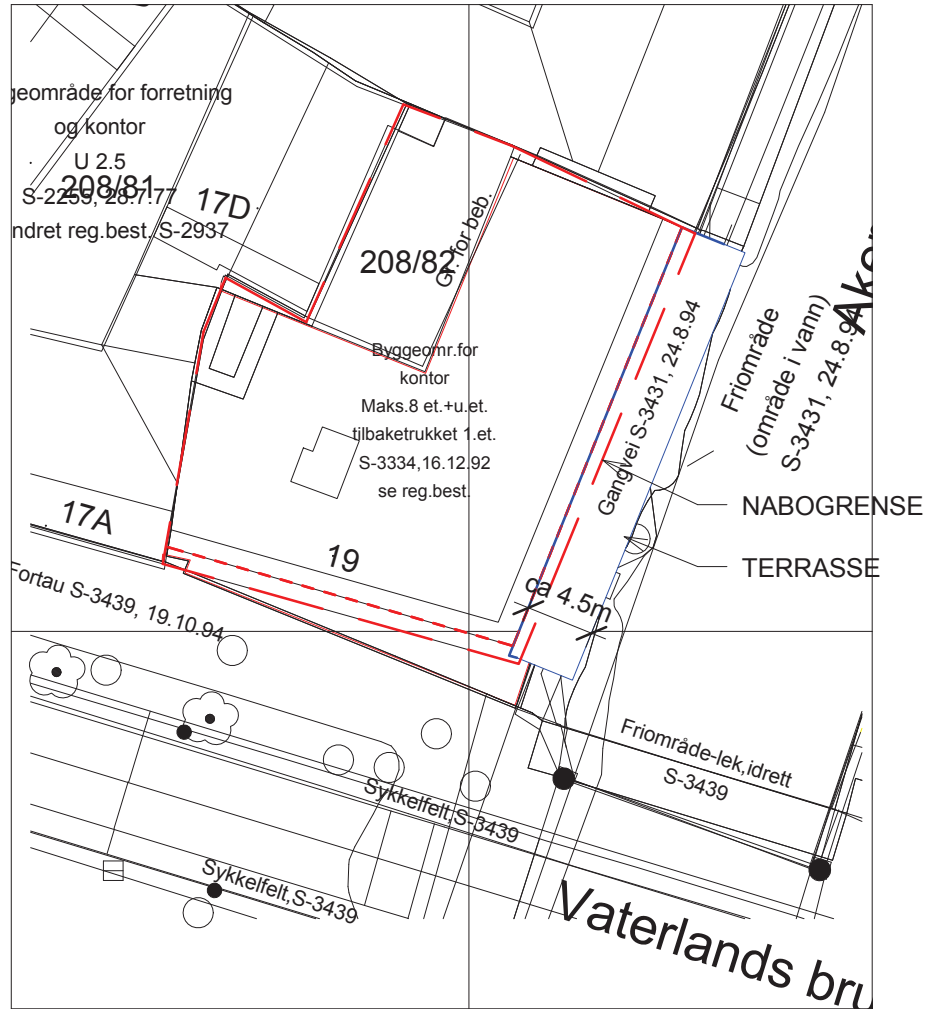 geområde for forretning
og kontor
U 2.5
208/81
S-2255, 28.7.77
ndret reg.best. S-2937
17D
208/82
Gr. for beb.
Byggeomr.for
kontor
Maks.8 et.+u.et.
tilbaketrukket 1.et.
S-3334,16.12.92
se reg.best.
Gangvei S-3431, 24.8.94
Friområde
(område i vann)
S-3431, 24.8.94
Ake
NABOGRENSE
TERRASSE
17A
19
ca 4.5m
Fortau S-3439, 19.10.94
Friområde-lek,idrett
S-3439
Sykkelfelt,S-3439
Sykkelfelt,S-3439
Vaterlands bru